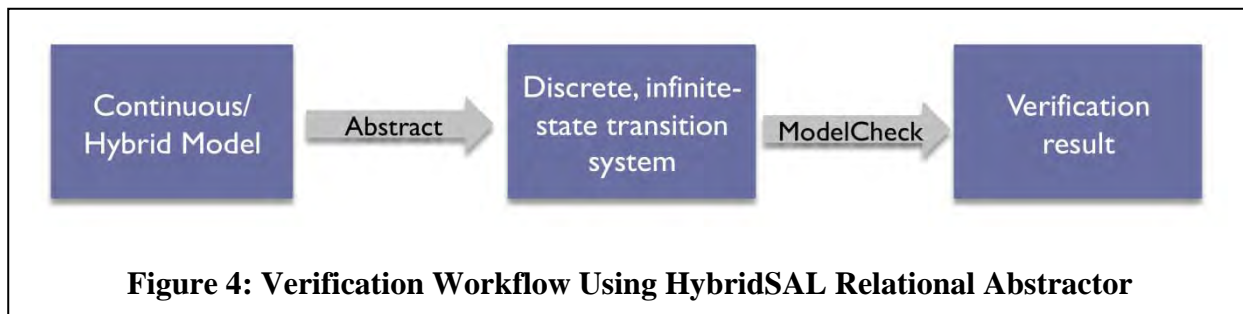 Continuous/
Hybrid Model
Abstract
Discrete, infinite-
state transition
system
ModelCheck
Verification
result
Figure 4: Verification Workflow Using HybridSAL Relational Abstractor